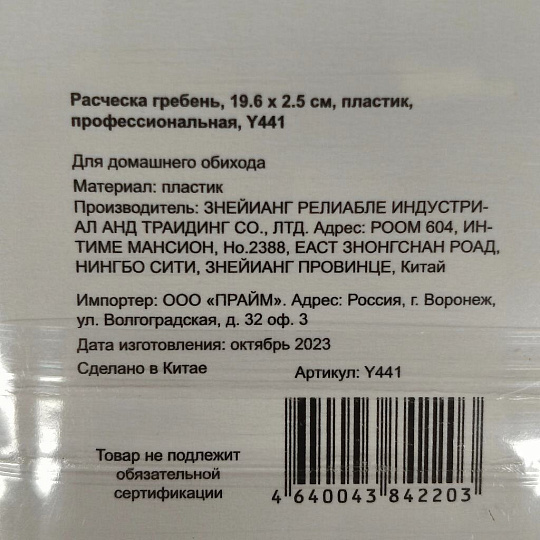 Расческа гребень, 19.6 х 2.5 см, пластик,
профессиональная, Y441
Для домашнего обихода
Материал: пластик
Производитель: ЗНЕЙИАНГ РЕЛИАБЛЕ ИНДУСТРИ-
АЛ АНД ТРАИДИНГ СО., ЛТД. Адрес: РООМ 604, ИН-
ТИМЕ МАНСИОН, Но.2388, ЕАСТ ЗНОНГСНАН РОАД,
НИНГБО СИТИ, ЗНЕЙИАНГ ПРОВИНЦЕ, Китай
Импортер: ООО «ПРАЙМ». Адрес: Россия, г. Воронеж,
ул. Волгоградская, д. 32 оф. 3
Дата изготовления: октябрь 2023
Сделано в Китае
Артикул: Y441
Товар не подлежит
обязательной
сертификации
4 640043 842203